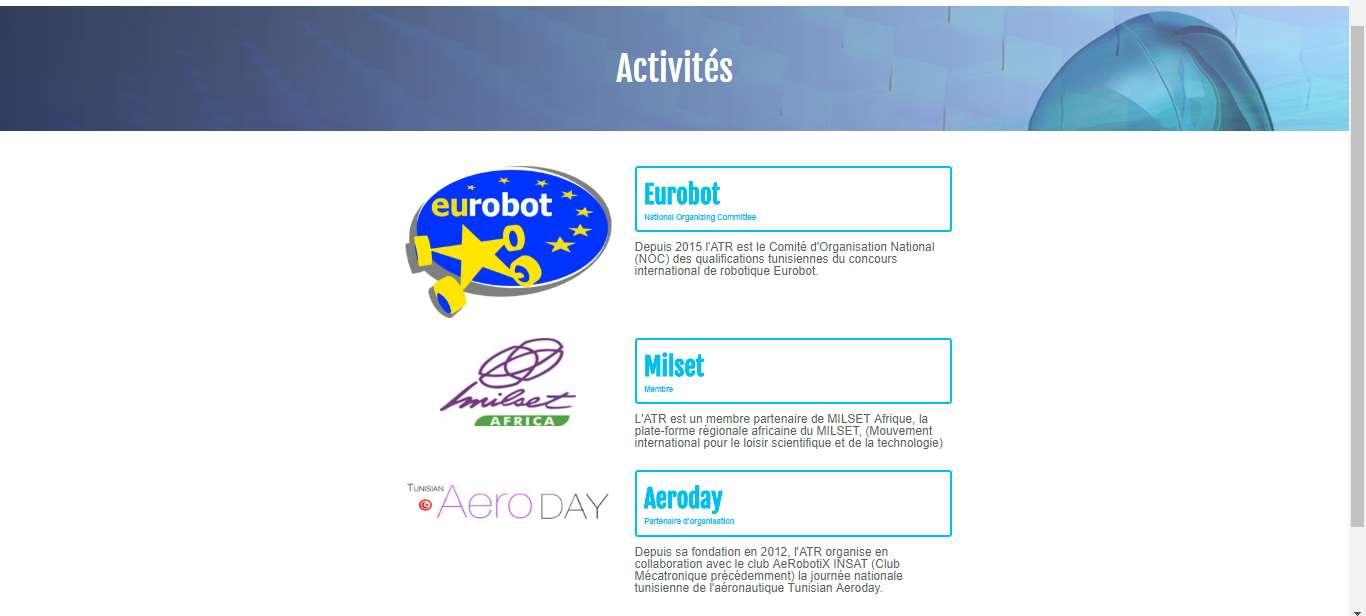 Activités
eurobot
Eurobot
National Organizing Committee
Depuis 2015 l'ATR est le Comité d'Organisation National
(NOC) des qualifications tunisiennes du concours
international de robotique Eurobot.
milset
AFRICA
Milset
Membre
L'ATR est un membre partenaire de MILSET Afrique, la
plate-forme régionale africaine du MILSET, (Mouvement
international pour le loisir scientifique et de la technologie)
TUNISIAN
AeroDAY
Aeroday
Partenaire d'organisation
Depuis sa fondation en 2012, l'ATR organise en
collaboration avec le club AeRobotiX INSAT (Club
Mécatronique précédemment) la journée nationale
tunisienne de l'aéronautique Tunisian Aeroday.